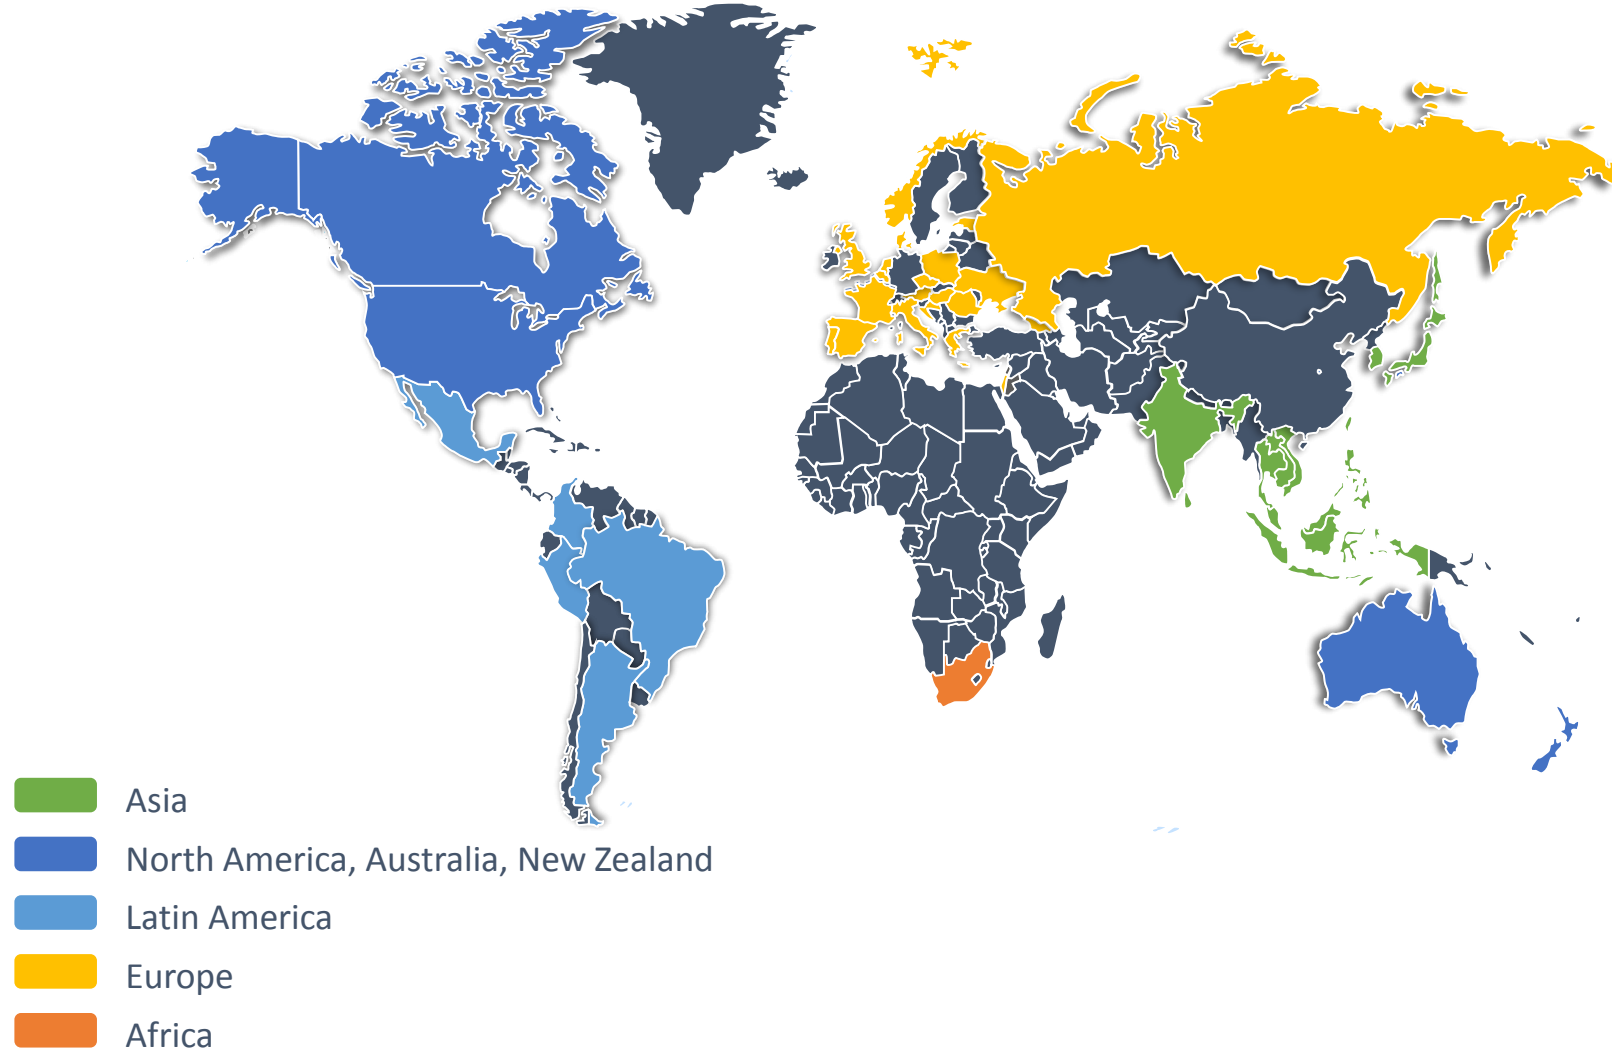 Asia
North America, Australia, New Zealand
Latin America
Europe
Africa